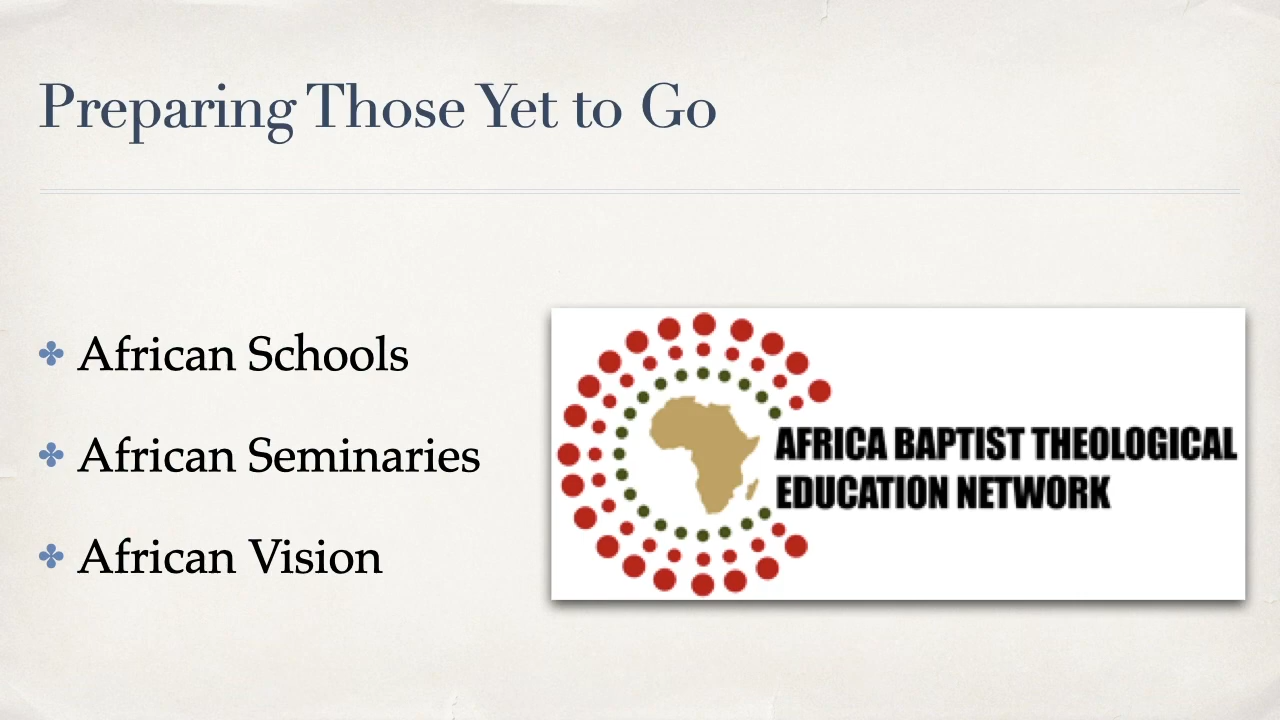 Preparing Those Yet to Go
African Schools
African Seminaries
African Vision
AFRICA BAPTIST THEOLOGICAL
EDUCATION NETWORK